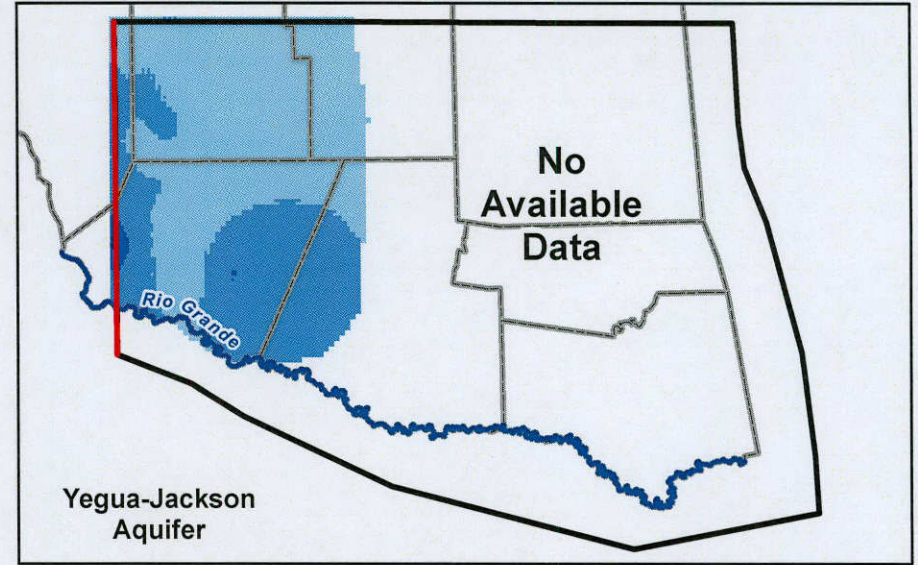 No
Available
Data
Rio Grande
Yegua-Jackson
Aquifer